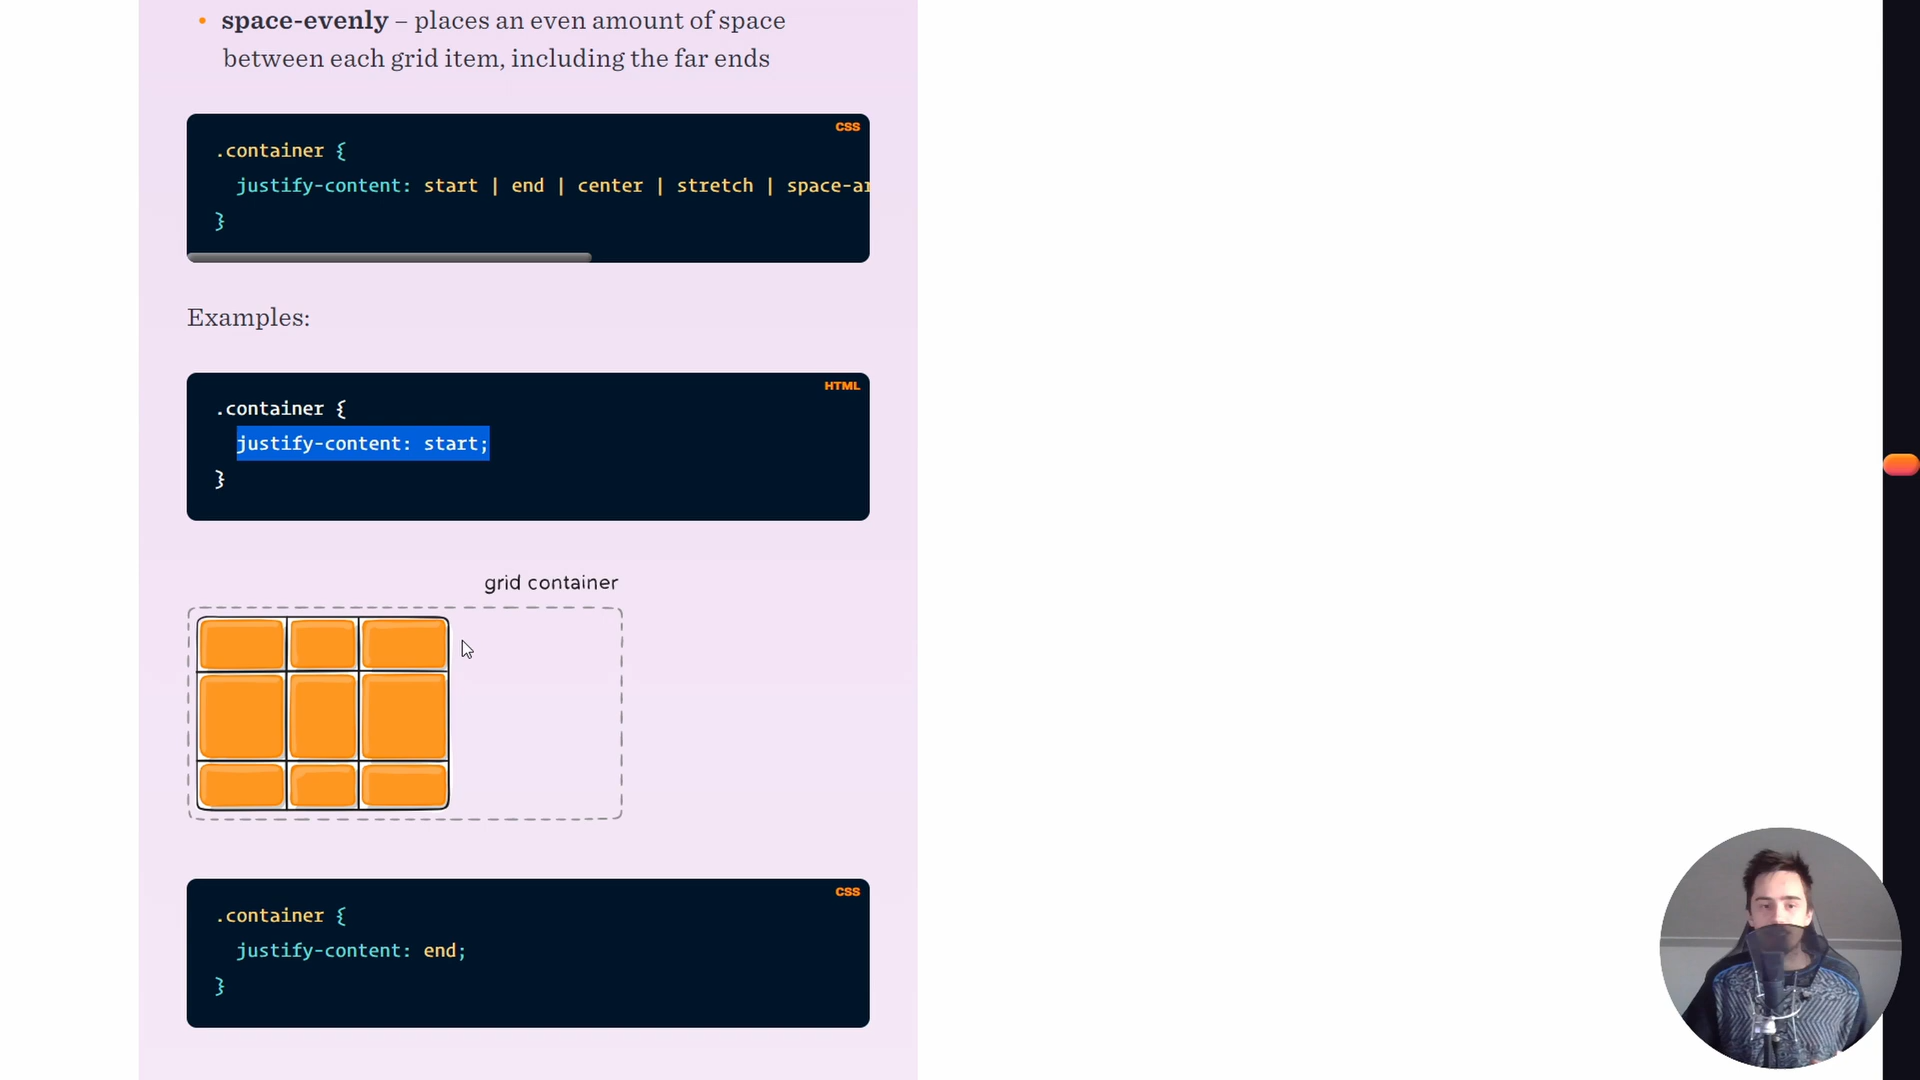 • space-evenly – places an even amount of space
between each grid item, including the far ends
CSS
.container {
justify-content: start | end | center | stretch | space-ar
}
Examples:
HTML
.container {
justify-content: start;
}
grid container
CSS
.container {
justify-content: end;
}